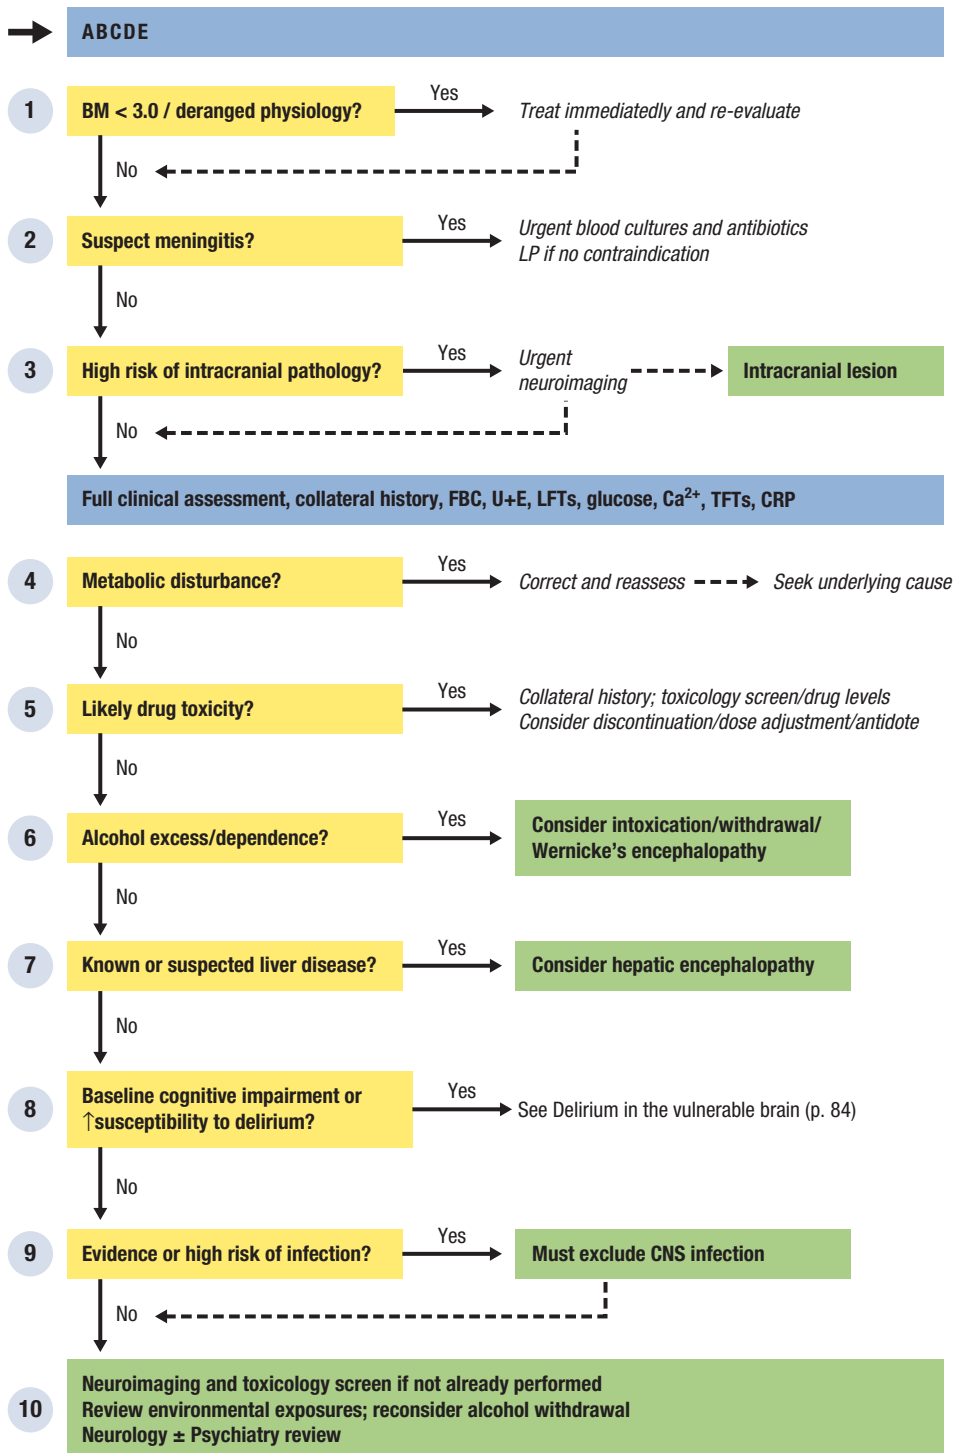 ABCDE
1
BM < 3.0 / deranged physiology?
Yes
Treat immediatedly and re-evaluate
No
2
Suspect meningitis?
Yes
Urgent blood cultures and antibiotics
LP if no contraindication
No
3
High risk of intracranial pathology?
Yes
Urgent
neuroimaging
Intracranial lesion
No
Full clinical assessment, collateral history, FBC, U+E, LFTs, glucose, Ca2+, TFTs, CRP
4
Metabolic disturbance?
Yes
Correct and reassess
Seek underlying cause
No
5
Likely drug toxicity?
Yes
Collateral history; toxicology screen/drug levels
Consider discontinuation/dose adjustment/antidote
No
6
Alcohol excess/dependence?
Yes
Consider intoxication/withdrawal/
Wernicke's encephalopathy
No
7
Known or suspected liver disease?
Yes
Consider hepatic encephalopathy
No
8
Baseline cognitive impairment or
↑susceptibility to delirium?
Yes
See Delirium in the vulnerable brain (p. 84)
No
9
Evidence or high risk of infection?
Yes
Must exclude CNS infection
No
10
Neuroimaging and toxicology screen if not already performed
Review environmental exposures; reconsider alcohol withdrawal
Neurology ± Psychiatry review